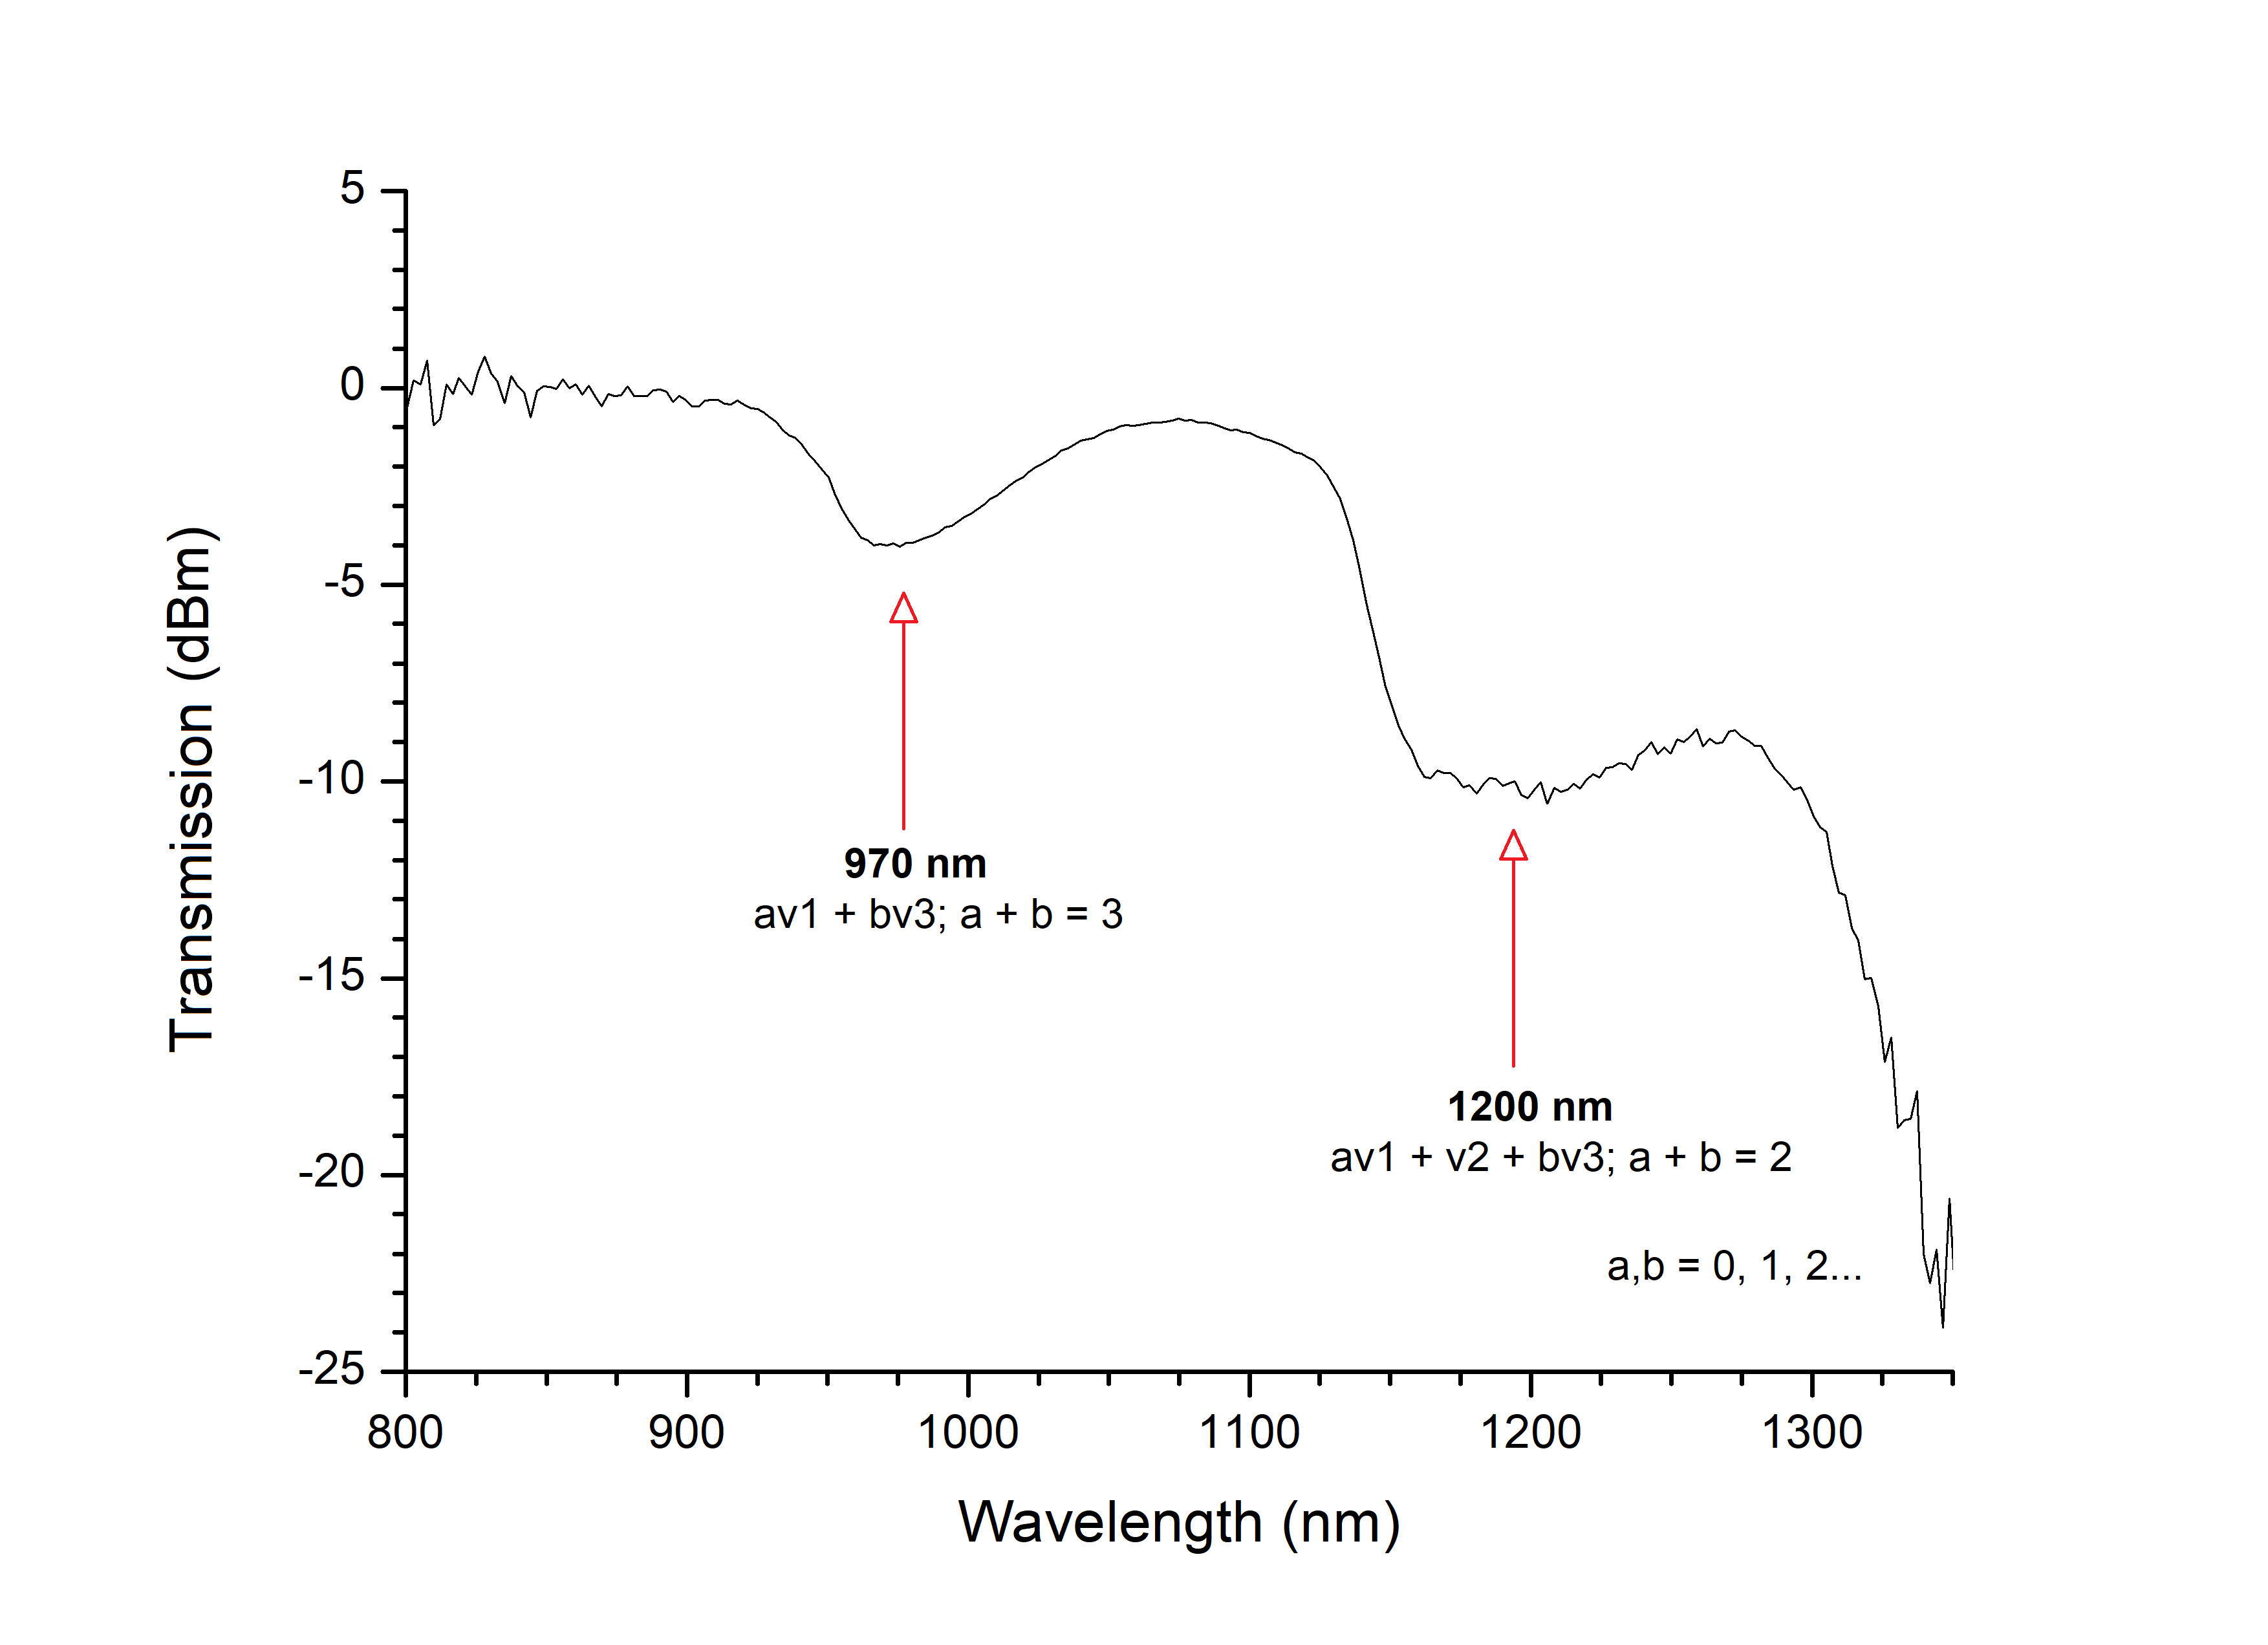 5
0
-5
-10
-15
-20
-25
Transmission (dBm)
970 nm
av1 + bv3; a + b = 3
1200 nm
av1 + v2 + bv3; a + b = 2
a,b = 0, 1, 2...
800 900 1000 1100 1200 1300
Wavelength (nm)